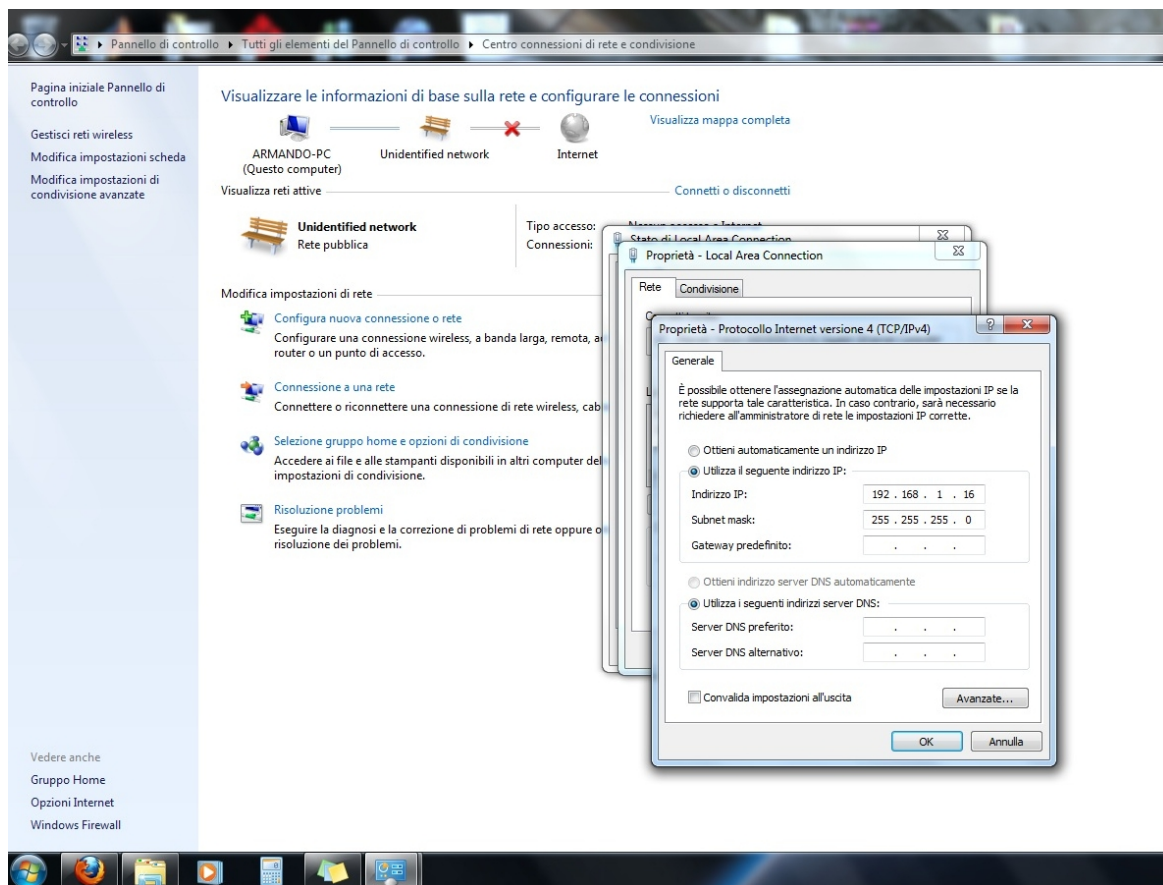 Pannello di controllo ▸ Tutti gli elementi del Pannello di controllo ▸ Centro connessioni di rete e condivisione
Pagina iniziale Pannello di
controllo
Gestisci reti wireless
Modifica impostazioni scheda
Modifica impostazioni di
condivisione avanzate
Vedere anche
Gruppo Home
Opzioni Internet
Windows Firewall
Visualizzare le informazioni di base sulla rete e configurare le connessioni
Visualizza mappa completa
ARMANDO-PC
(Questo computer)
Unidentified network
Internet
Visualizza reti attive
Connetti o disconnetti
Unidentified network
Rete pubblica
Tipo accesso:
Nessun accesso a Internet
Connessioni:
Modifica impostazioni di rete
Configura nuova connessione o rete
Configurare una connessione wireless, a banda larga, remota,
router o un punto di accesso.
Connessione a una rete
Connettere o riconnettere una connessione di rete wireless, cab
Selezione gruppo home e opzioni di condivisione
Accedere ai file e alle stampanti disponibili in altri computer del
impostazioni di condivisione.
Risoluzione problemi
Eseguire la diagnosi e la correzione di problemi di rete oppure o
risoluzione dei problemi.
Stato di Local Area Connection
Proprietà - Local Area Connection
Rete
Condivisione
Proprietà - Protocollo Internet versione 4 (TCP/IPv4)
Generale
È possibile ottenere l'assegnazione automatica delle impostazioni IP se la
rete supporta tale caratteristica. In caso contrario, sarà necessario
richiedere all'amministratore di rete le impostazioni IP corrette.
Ottieni automaticamente un indirizzo IP
Utilizza il seguente indirizzo IP:
Indirizzo IP: 192 . 168 . 1 . 16
Subnet mask: 255 . 255 . 255 . 0
Gateway predefinito: . . .
Ottieni indirizzo server DNS automaticamente
Utilizza i seguenti indirizzi server DNS:
Server DNS preferito: . . .
Server DNS alternativo: . . .
Convalida impostazioni all'uscita
Avanzate...
OK
Annulla